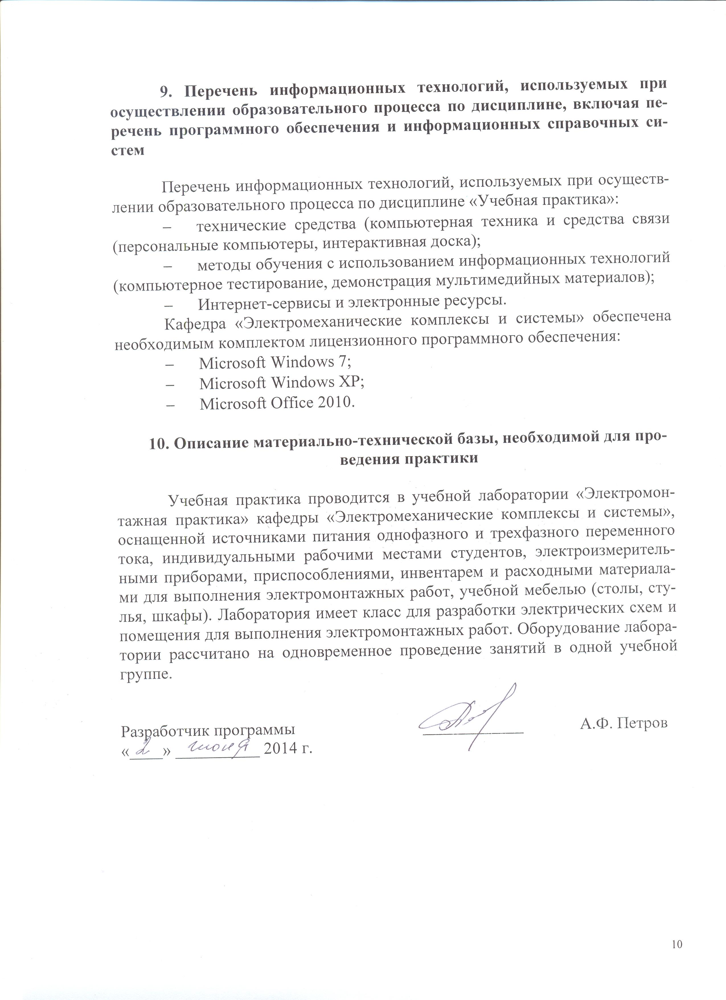 9. Перечень информационных технологий, используемых при
осуществлении образовательного процесса по дисциплине, включая пе-
речень программного обеспечения и информационных справочных си-
стем
Перечень информационных технологий, используемых при осуществ-
лении образовательного процесса по дисциплине «Учебная практика»:
– технические средства (компьютерная техника и средства связи
(персональные компьютеры, интерактивная доска);
– методы обучения с использованием информационных технологий
(компьютерное тестирование, демонстрация мультимедийных материалов);
– Интернет-сервисы и электронные ресурсы.
Кафедра «Электромеханические комплексы и системы» обеспечена
необходимым комплектом лицензионного программного обеспечения:
– Microsoft Windows 7;
– Microsoft Windows XP;
– Microsoft Office 2010.
10. Описание материально-технической базы, необходимой для про-
ведения практики
Учебная практика проводится в учебной лаборатории «Электромон-
тажная практика» кафедры «Электромеханические комплексы и системы»,
оснащенной источниками питания однофазного и трехфазного переменного
тока, индивидуальными рабочими местами студентов, электроизмеритель-
ными приборами, приспособлениями, инвентарем и расходными материала-
ми для выполнения электромонтажных работ, учебной мебелью (столы, сту-
лья, шкафы). Лаборатория имеет класс для разработки электрических схем и
помещения для выполнения электромонтажных работ. Оборудование лабора-
тории рассчитано на одновременное проведение занятий в одной учебной
группе.
Разработчик программы А.Ф. Петров
«2» июня 2014 г.
10